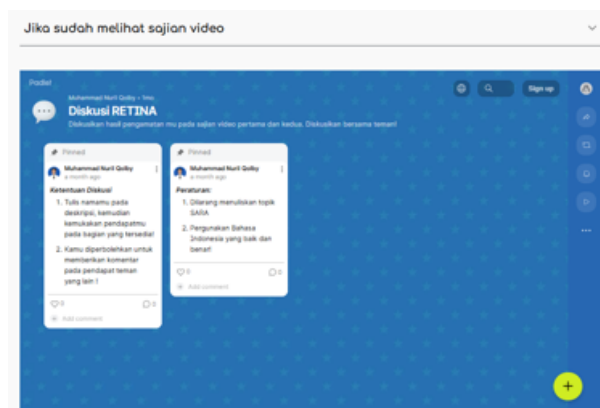 Jika sudah melihat sajian video
Padlet
Muhammad Nuril Qolby • 1mo
Diskusi RETINA
Diskusikan hasil pengamatan mu pada sajian video pertama dan kedua. Diskusikan bersama teman!
Sign up
Pinned
Muhammad Nuril Qolby
a month ago
Ketentuan Diskusi
1. Tulis namamu pada
deskripsi, kemudian
kemukakan pendapatmu
pada bagian yang tersedia!
2. Kamu diperbolehkan untuk
memberikan komentar
pada pendapat teman
yang lain !
0
0
Add comment
Pinned
Muhammad Nuril Qolby
a month ago
Peraturan:
1. Dilarang menuliskan topik
SARA
2. Pergunakan Bahasa
Indonesia yang baik dan
benar!
0
0
Add comment